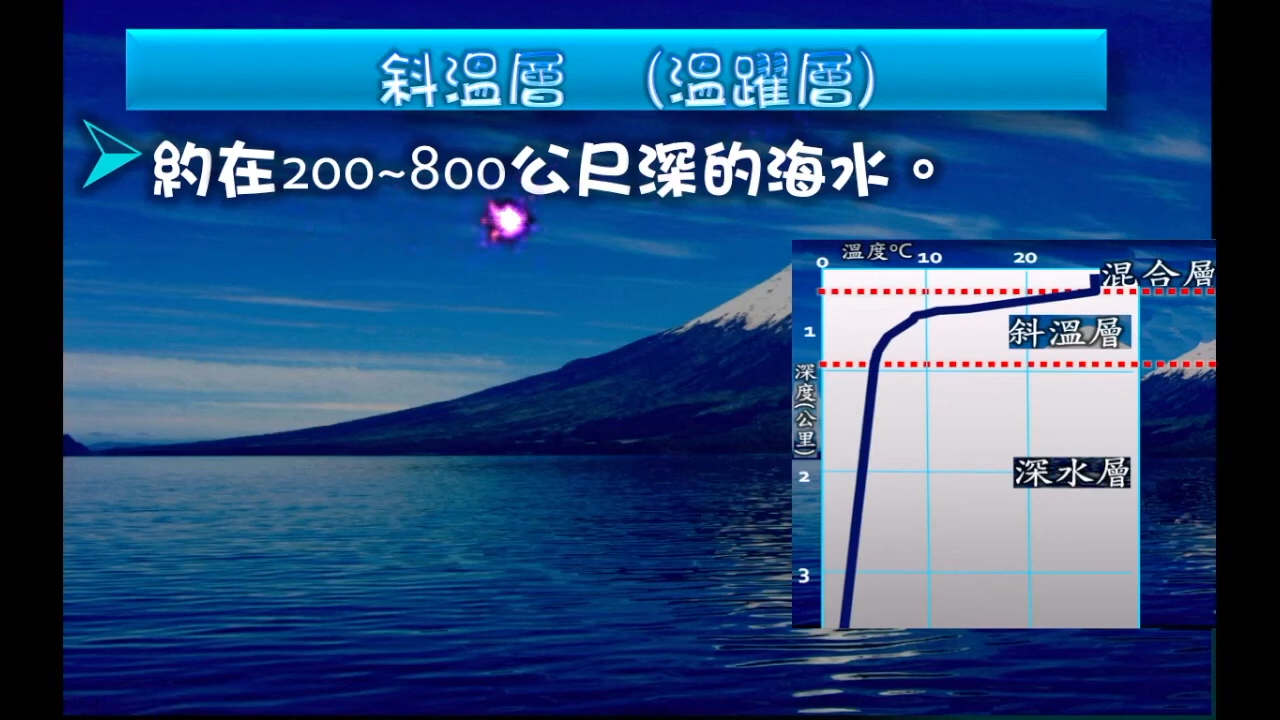 斜溫層 (溫躍層)
約在200~800公尺深的海水。
溫度℃
0 10 20
混合層
1
斜溫層
深度(公里)
2
深水層
3